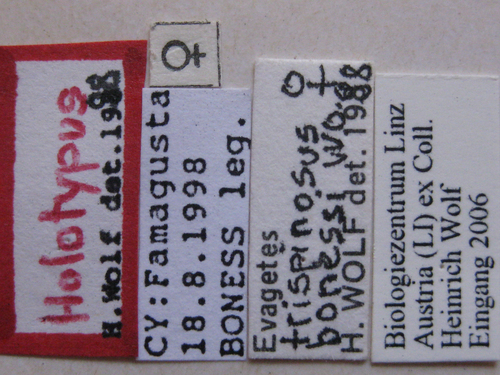 Holotypus
H. Wolf det. 1998
♀
CY:Famagusta
18.8.1998
BONESS leg.
Evagetes ♀
trispinosus
bonessi Wo.
H. WOLF det. 1988
Biologiezentrum Linz
Austria (LI) ex Coll.
Heinrich Wolf
Eingang 2006